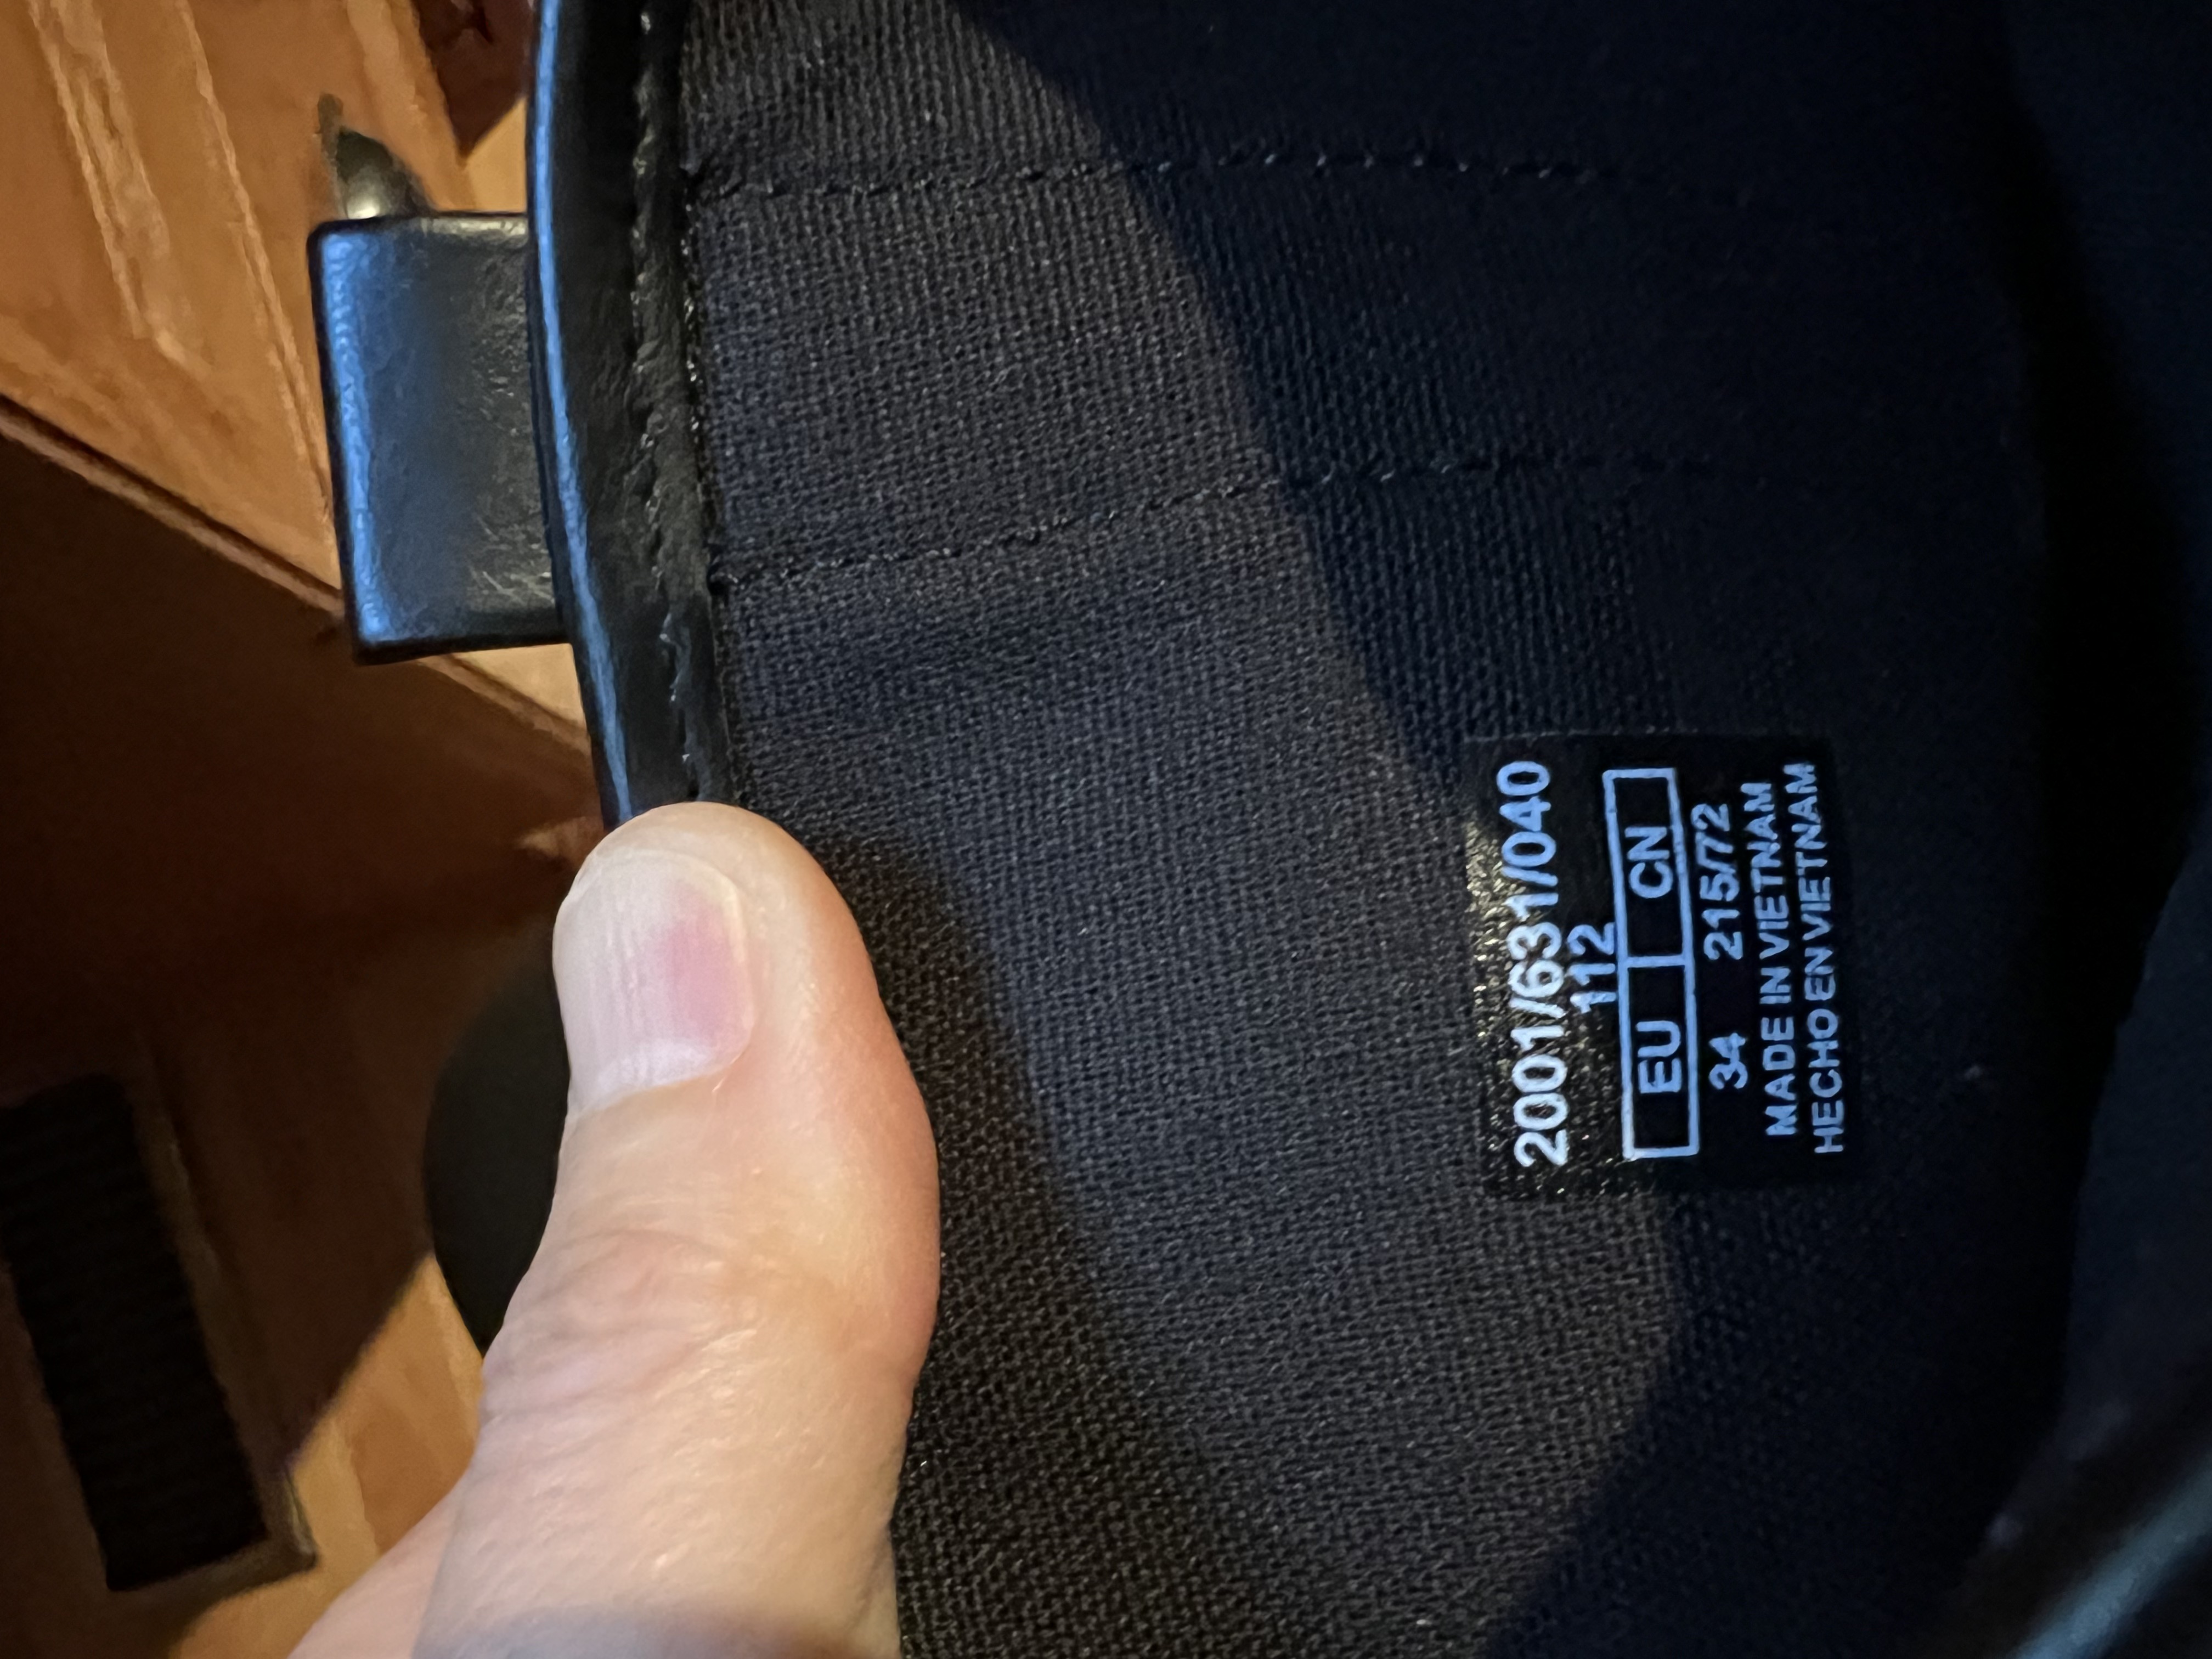 2001/631/040
112
EU CN
34 215/72
MADE IN VIETNAM
HECHO EN VIETNAM